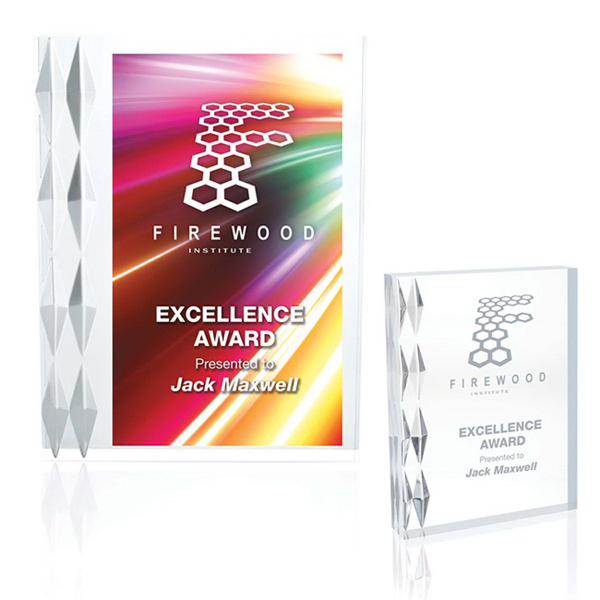 FIREWOOD
INSTITUTE
EXCELLENCE
AWARD
Presented to
Jack Maxwell
FIREWOOD
INSTITUTE
EXCELLENCE
AWARD
Presented to
Jack Maxwell